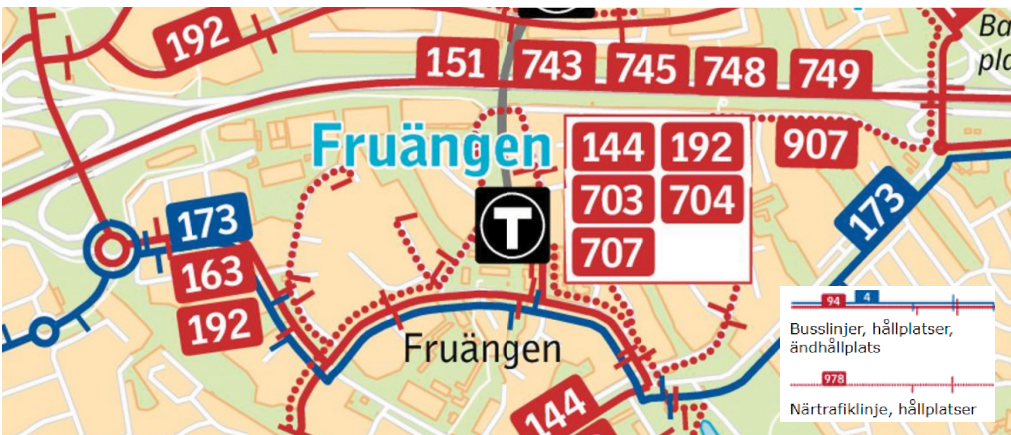 192
Ba
pla
151 743 745 748 749
Fruängen
144 192
907
703 704
707
T
173
173
163
192
Fruängen
144
94 4
Busslinjer, hållplatser,
ändhållplats
978
Närtrafiklinje, hållplatser